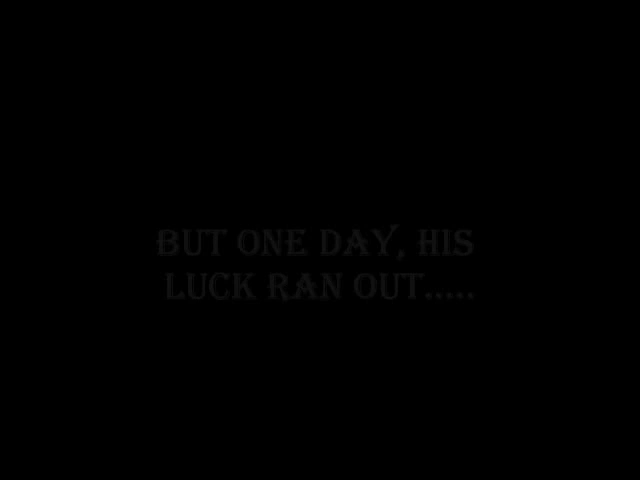 BUT ONE DAY, HIS
LUCK RAN OUT.....